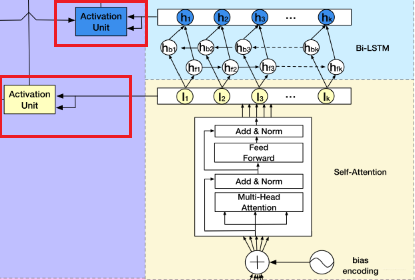 Activation
Unit
h1 h2 h3 ... hk
hb1 hb2 hb3 hbk
Bi-LSTM
hf1 hf2 hf3 hfk
Activation
Unit
I1 I2 I3 ... Ik
Add & Norm
Feed
Forward
Self-Attention
Add & Norm
Multi-Head
Attention
bias
encoding